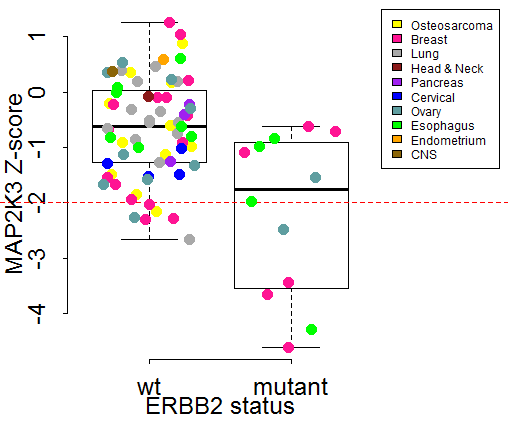 MAP2K3 Z-score
1
0
-1
-2
-3
-4
wt
mutant
ERBB2 status
Osteosarcoma
Breast
Lung
Head & Neck
Pancreas
Cervical
Ovary
Esophagus
Endometrium
CNS